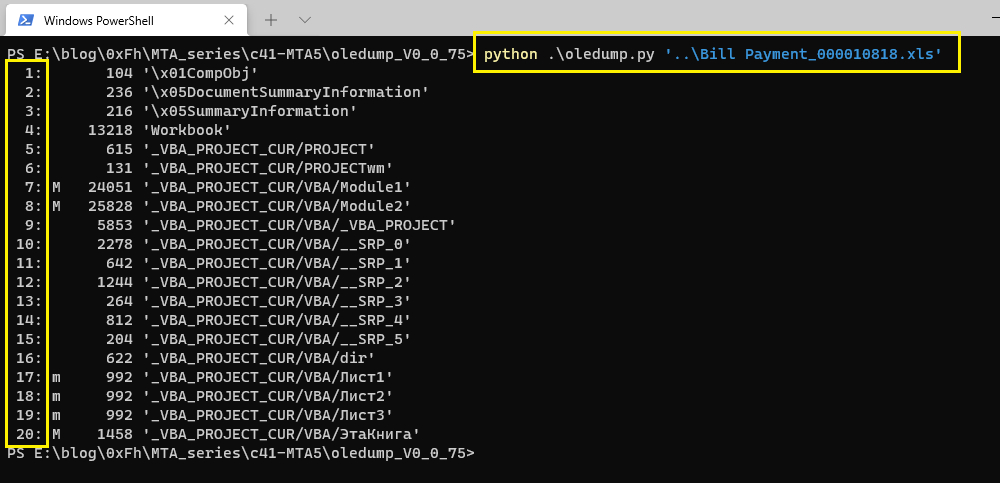 Windows PowerShell
PS E:\blog\0xFh\MTA_series\c41-MTA5\oledump_V0_0_75> python .\oledump.py '..\Bill Payment_000010818.xls'
1: 104 '\x01CompObj'
2: 236 '\x05DocumentSummaryInformation'
3: 216 '\x05SummaryInformation'
4: 13218 'Workbook'
5: 615 '_VBA_PROJECT_CUR/PROJECT'
6: 131 '_VBA_PROJECT_CUR/PROJECTwm'
7: M 24051 '_VBA_PROJECT_CUR/VBA/Module1'
8: M 25828 '_VBA_PROJECT_CUR/VBA/Module2'
9: 5853 '_VBA_PROJECT_CUR/VBA/_VBA_PROJECT'
10: 2278 '_VBA_PROJECT_CUR/VBA/__SRP_0'
11: 642 '_VBA_PROJECT_CUR/VBA/__SRP_1'
12: 1244 '_VBA_PROJECT_CUR/VBA/__SRP_2'
13: 264 '_VBA_PROJECT_CUR/VBA/__SRP_3'
14: 812 '_VBA_PROJECT_CUR/VBA/__SRP_4'
15: 204 '_VBA_PROJECT_CUR/VBA/__SRP_5'
16: 622 '_VBA_PROJECT_CUR/VBA/dir'
17: m 992 '_VBA_PROJECT_CUR/VBA/Лист1'
18: m 992 '_VBA_PROJECT_CUR/VBA/Лист2'
19: m 992 '_VBA_PROJECT_CUR/VBA/Лист3'
20: M 1458 '_VBA_PROJECT_CUR/VBA/ЭтаКнига'
PS E:\blog\0xFh\MTA_series\c41-MTA5\oledump_V0_0_75>